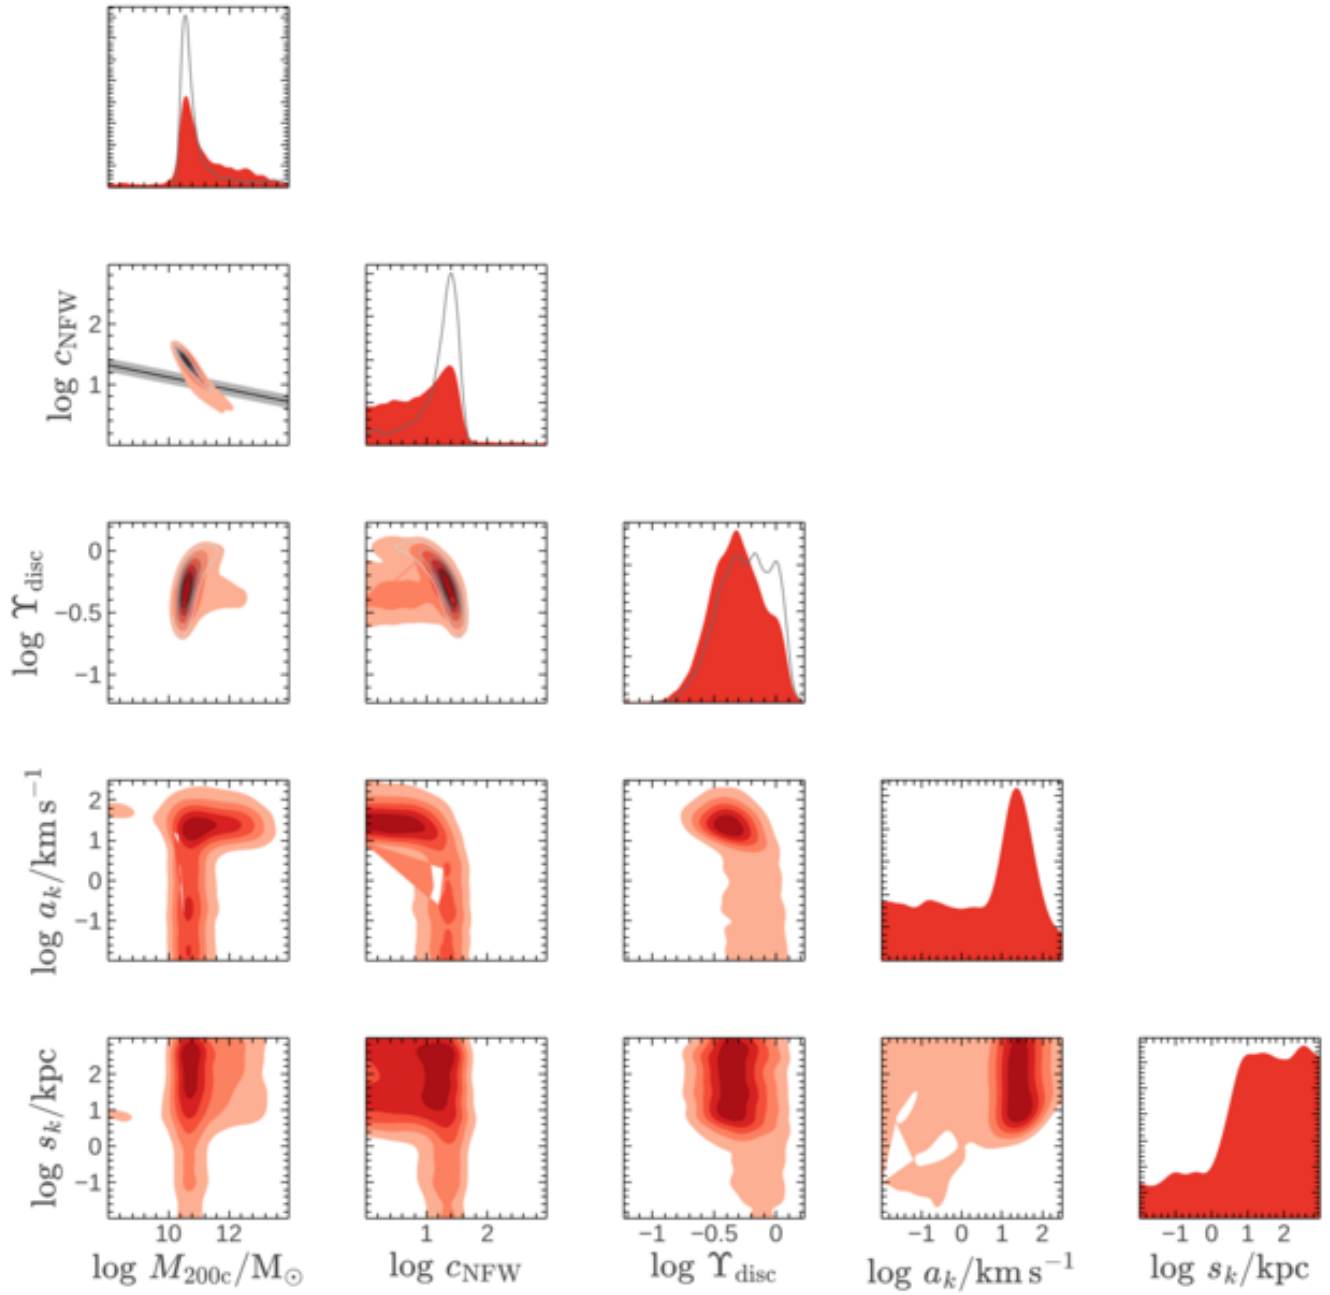 log c_NFW
2
1
log ϒ_disc
0
−0.5
−1
log a_k/km s^−1
2
1
0
−1
log s_k/kpc
2
1
0
−1
10 12 1 2 −1 −0.5 0 −1 0 1 2 −1 0 1 2
log M_200c/M_⊙ log c_NFW log ϒ_disc log a_k/km s^−1 log s_k/kpc